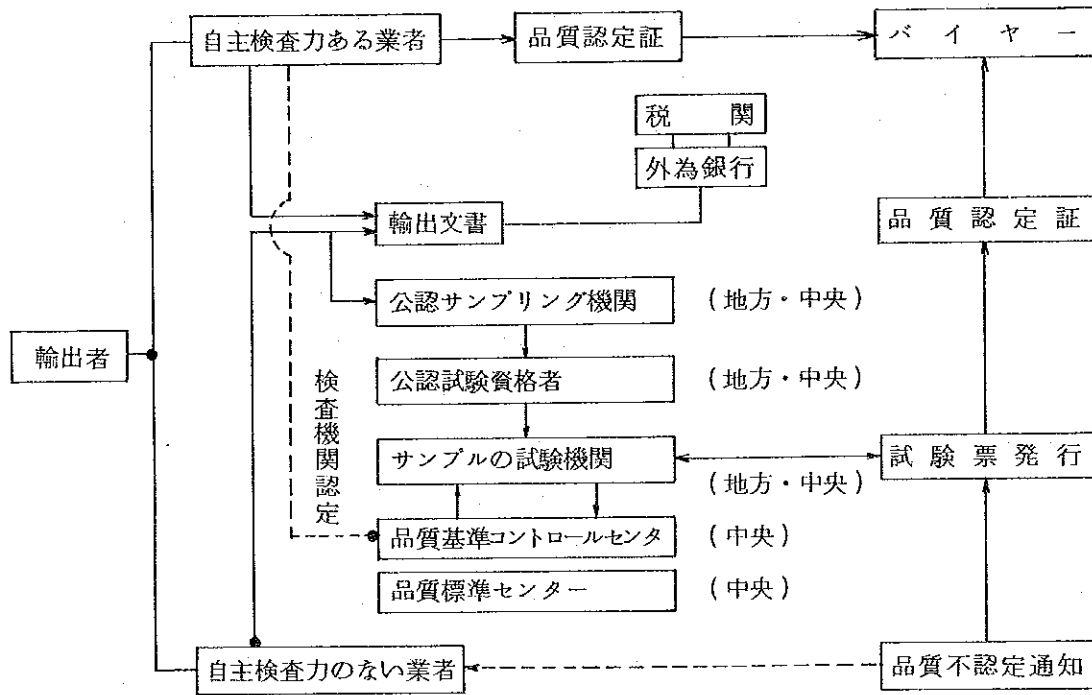 自主検査力ある業者
品質認定証
バイヤー
税関
外為銀行
輸出文書
品質認定証
公認サンプリング機関
(地方・中央)
輸出者
公認試験資格者
(地方・中央)
検査機関認定
サンプルの試験機関
試験票発行
(地方・中央)
品質基準コントロールセンタ
(中央)
品質標準センター
(中央)
自主検査力のない業者
品質不認定通知